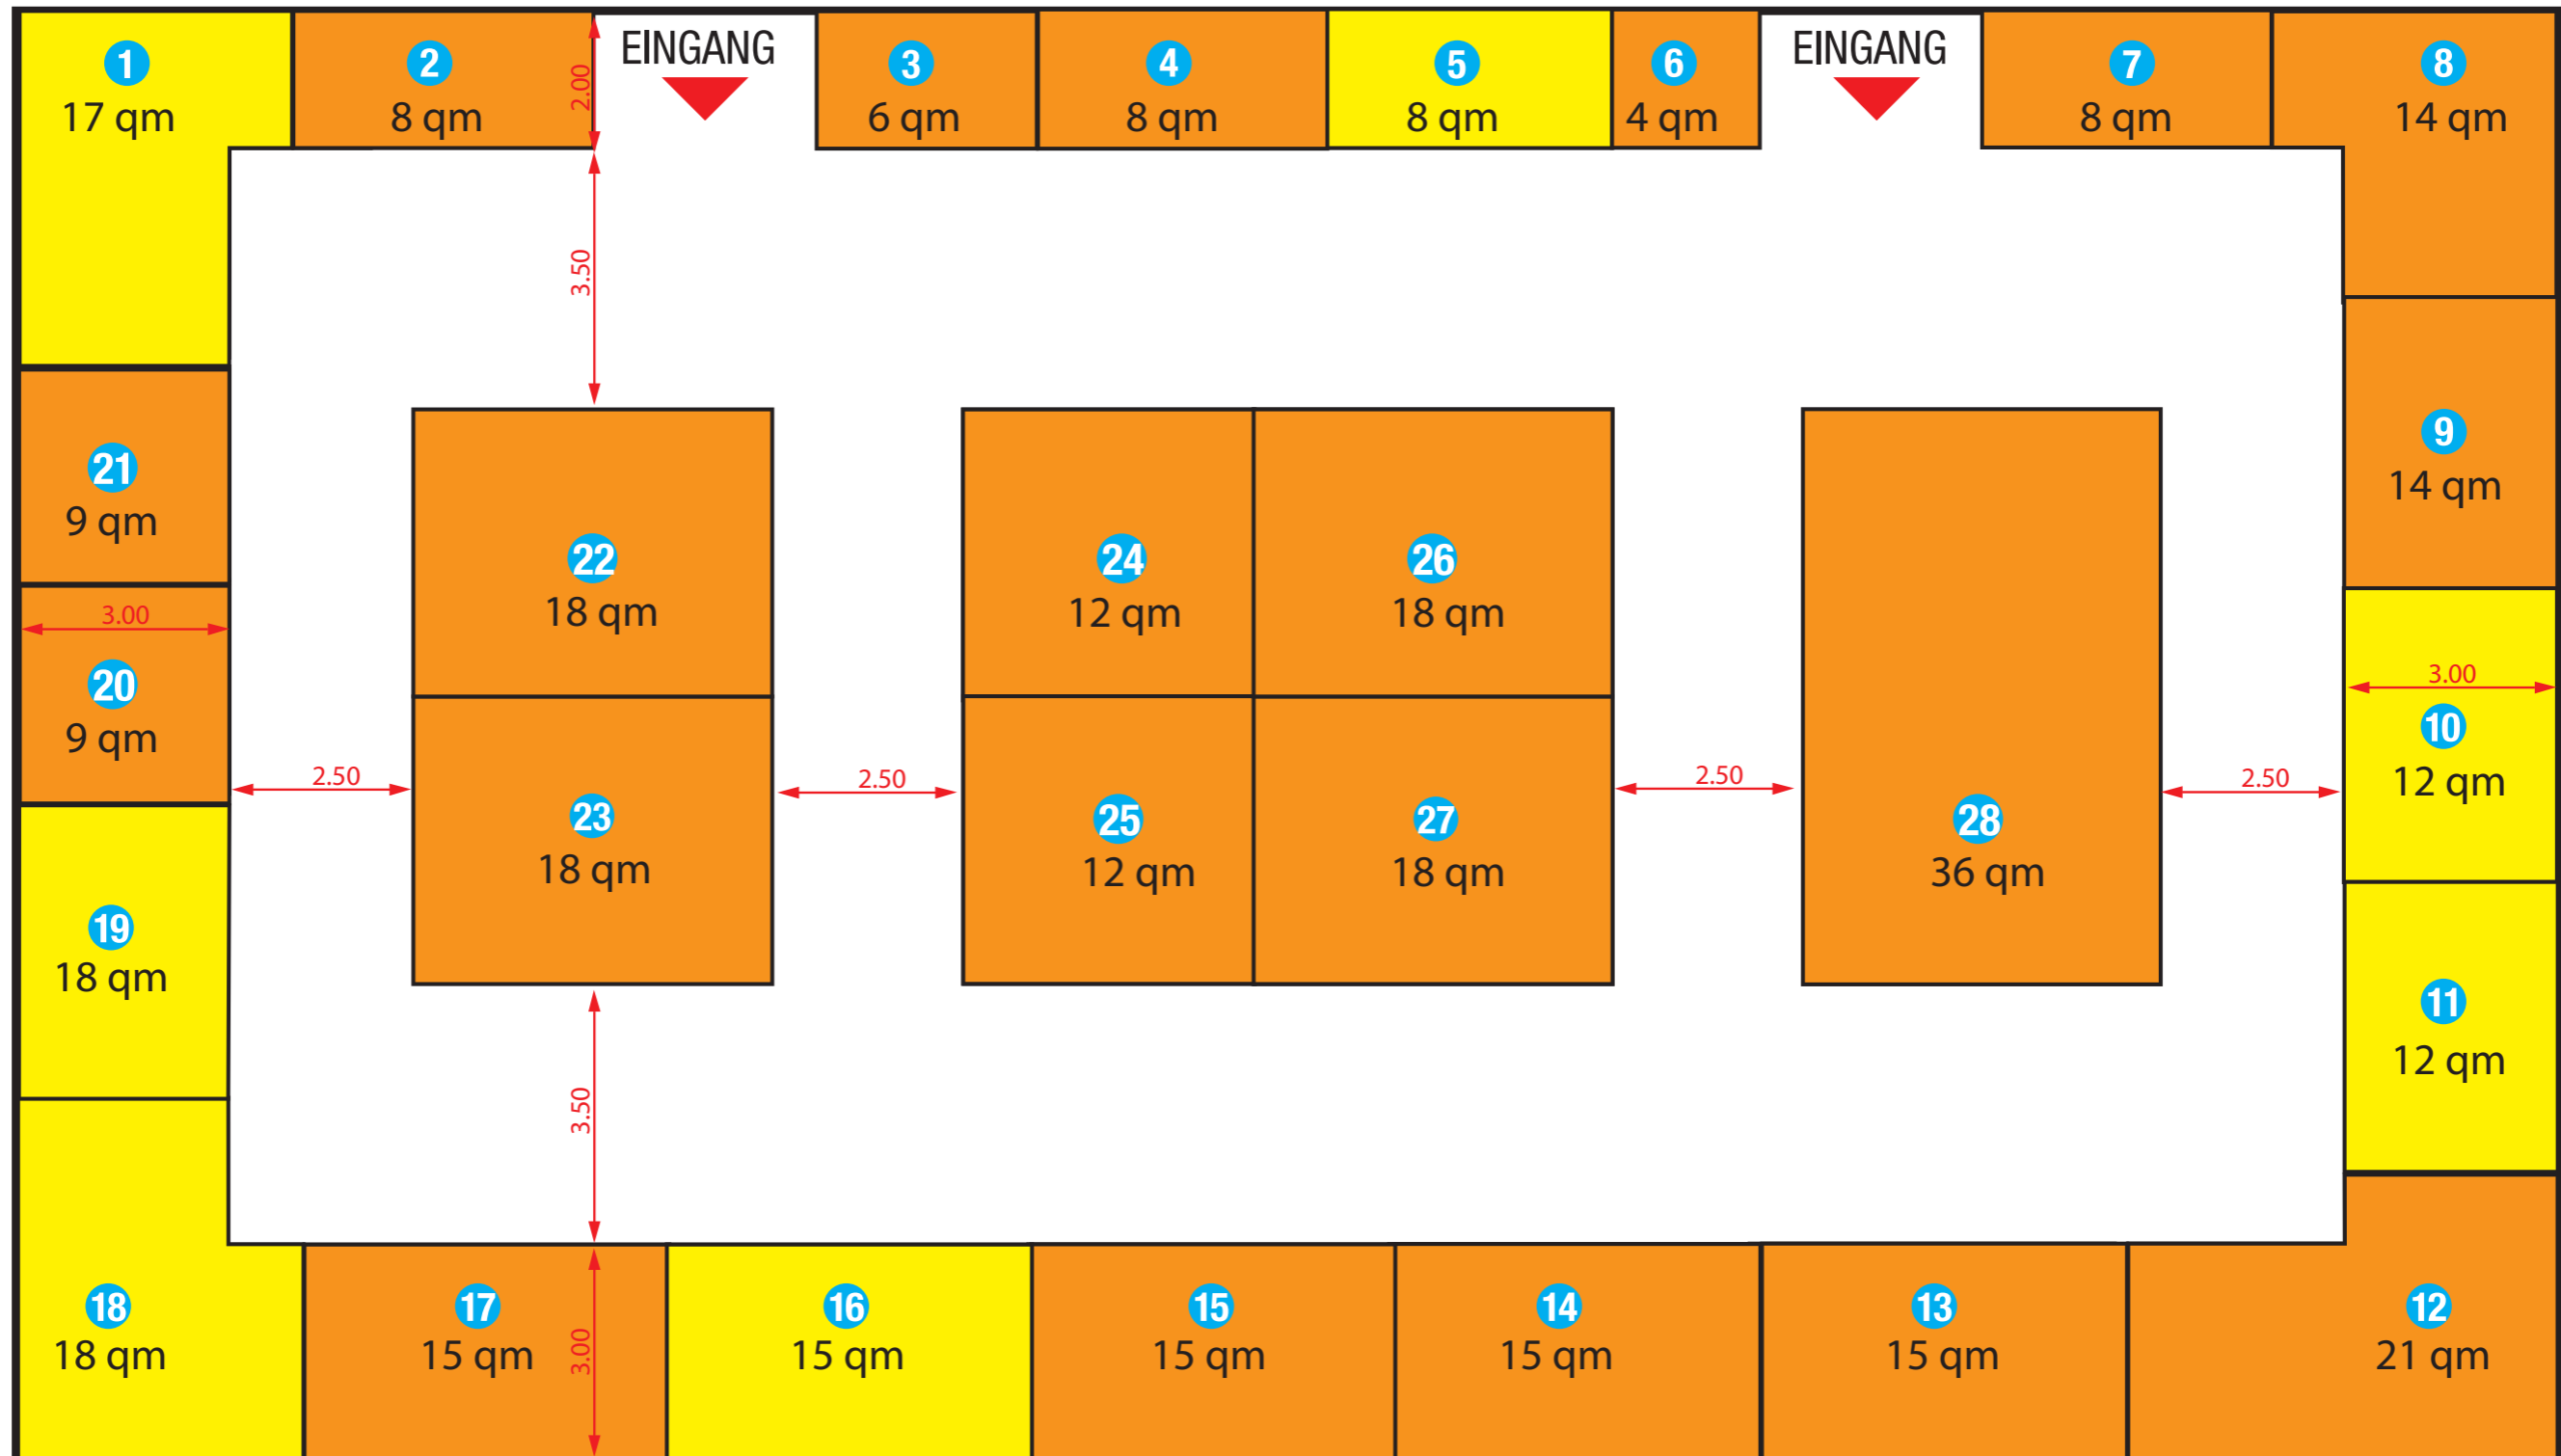 1
17 qm
2
8 qm
2.00
EINGANG
3
6 qm
4
8 qm
5
8 qm
6
4 qm
EINGANG
7
8 qm
8
14 qm
3.50
21
9 qm
22
18 qm
24
12 qm
26
18 qm
9
14 qm
3.00
20
9 qm
3.00
10
12 qm
2.50
23
18 qm
2.50
25
12 qm
27
18 qm
2.50
28
36 qm
2.50
19
18 qm
11
12 qm
3.50
18
18 qm
17
15 qm
3.00
16
15 qm
15
15 qm
14
15 qm
13
15 qm
12
21 qm